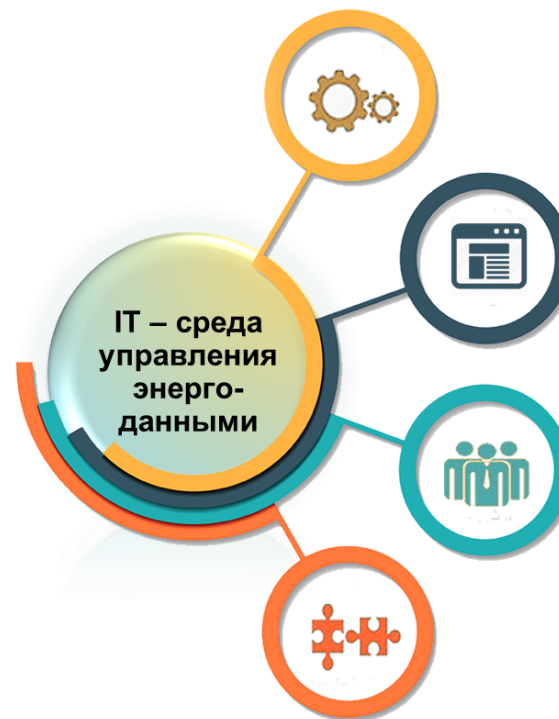 IT – среда
управления
энерго-
данными